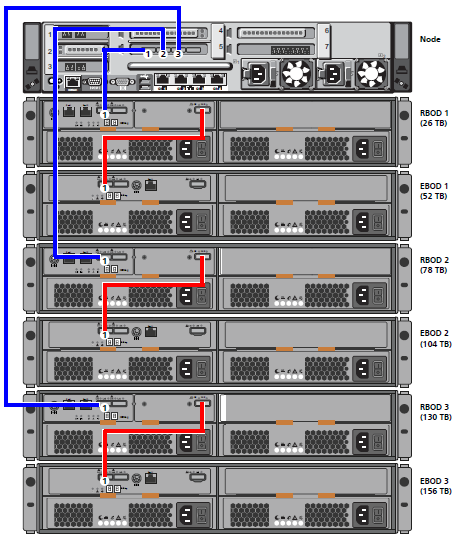 1
4
6
2
1 2 3
5
7
3
Node
1
RBOD 1
(26 TB)
1
EBOD 1
(52 TB)
1
RBOD 2
(78 TB)
1
EBOD 2
(104 TB)
1
RBOD 3
(130 TB)
1
EBOD 3
(156 TB)